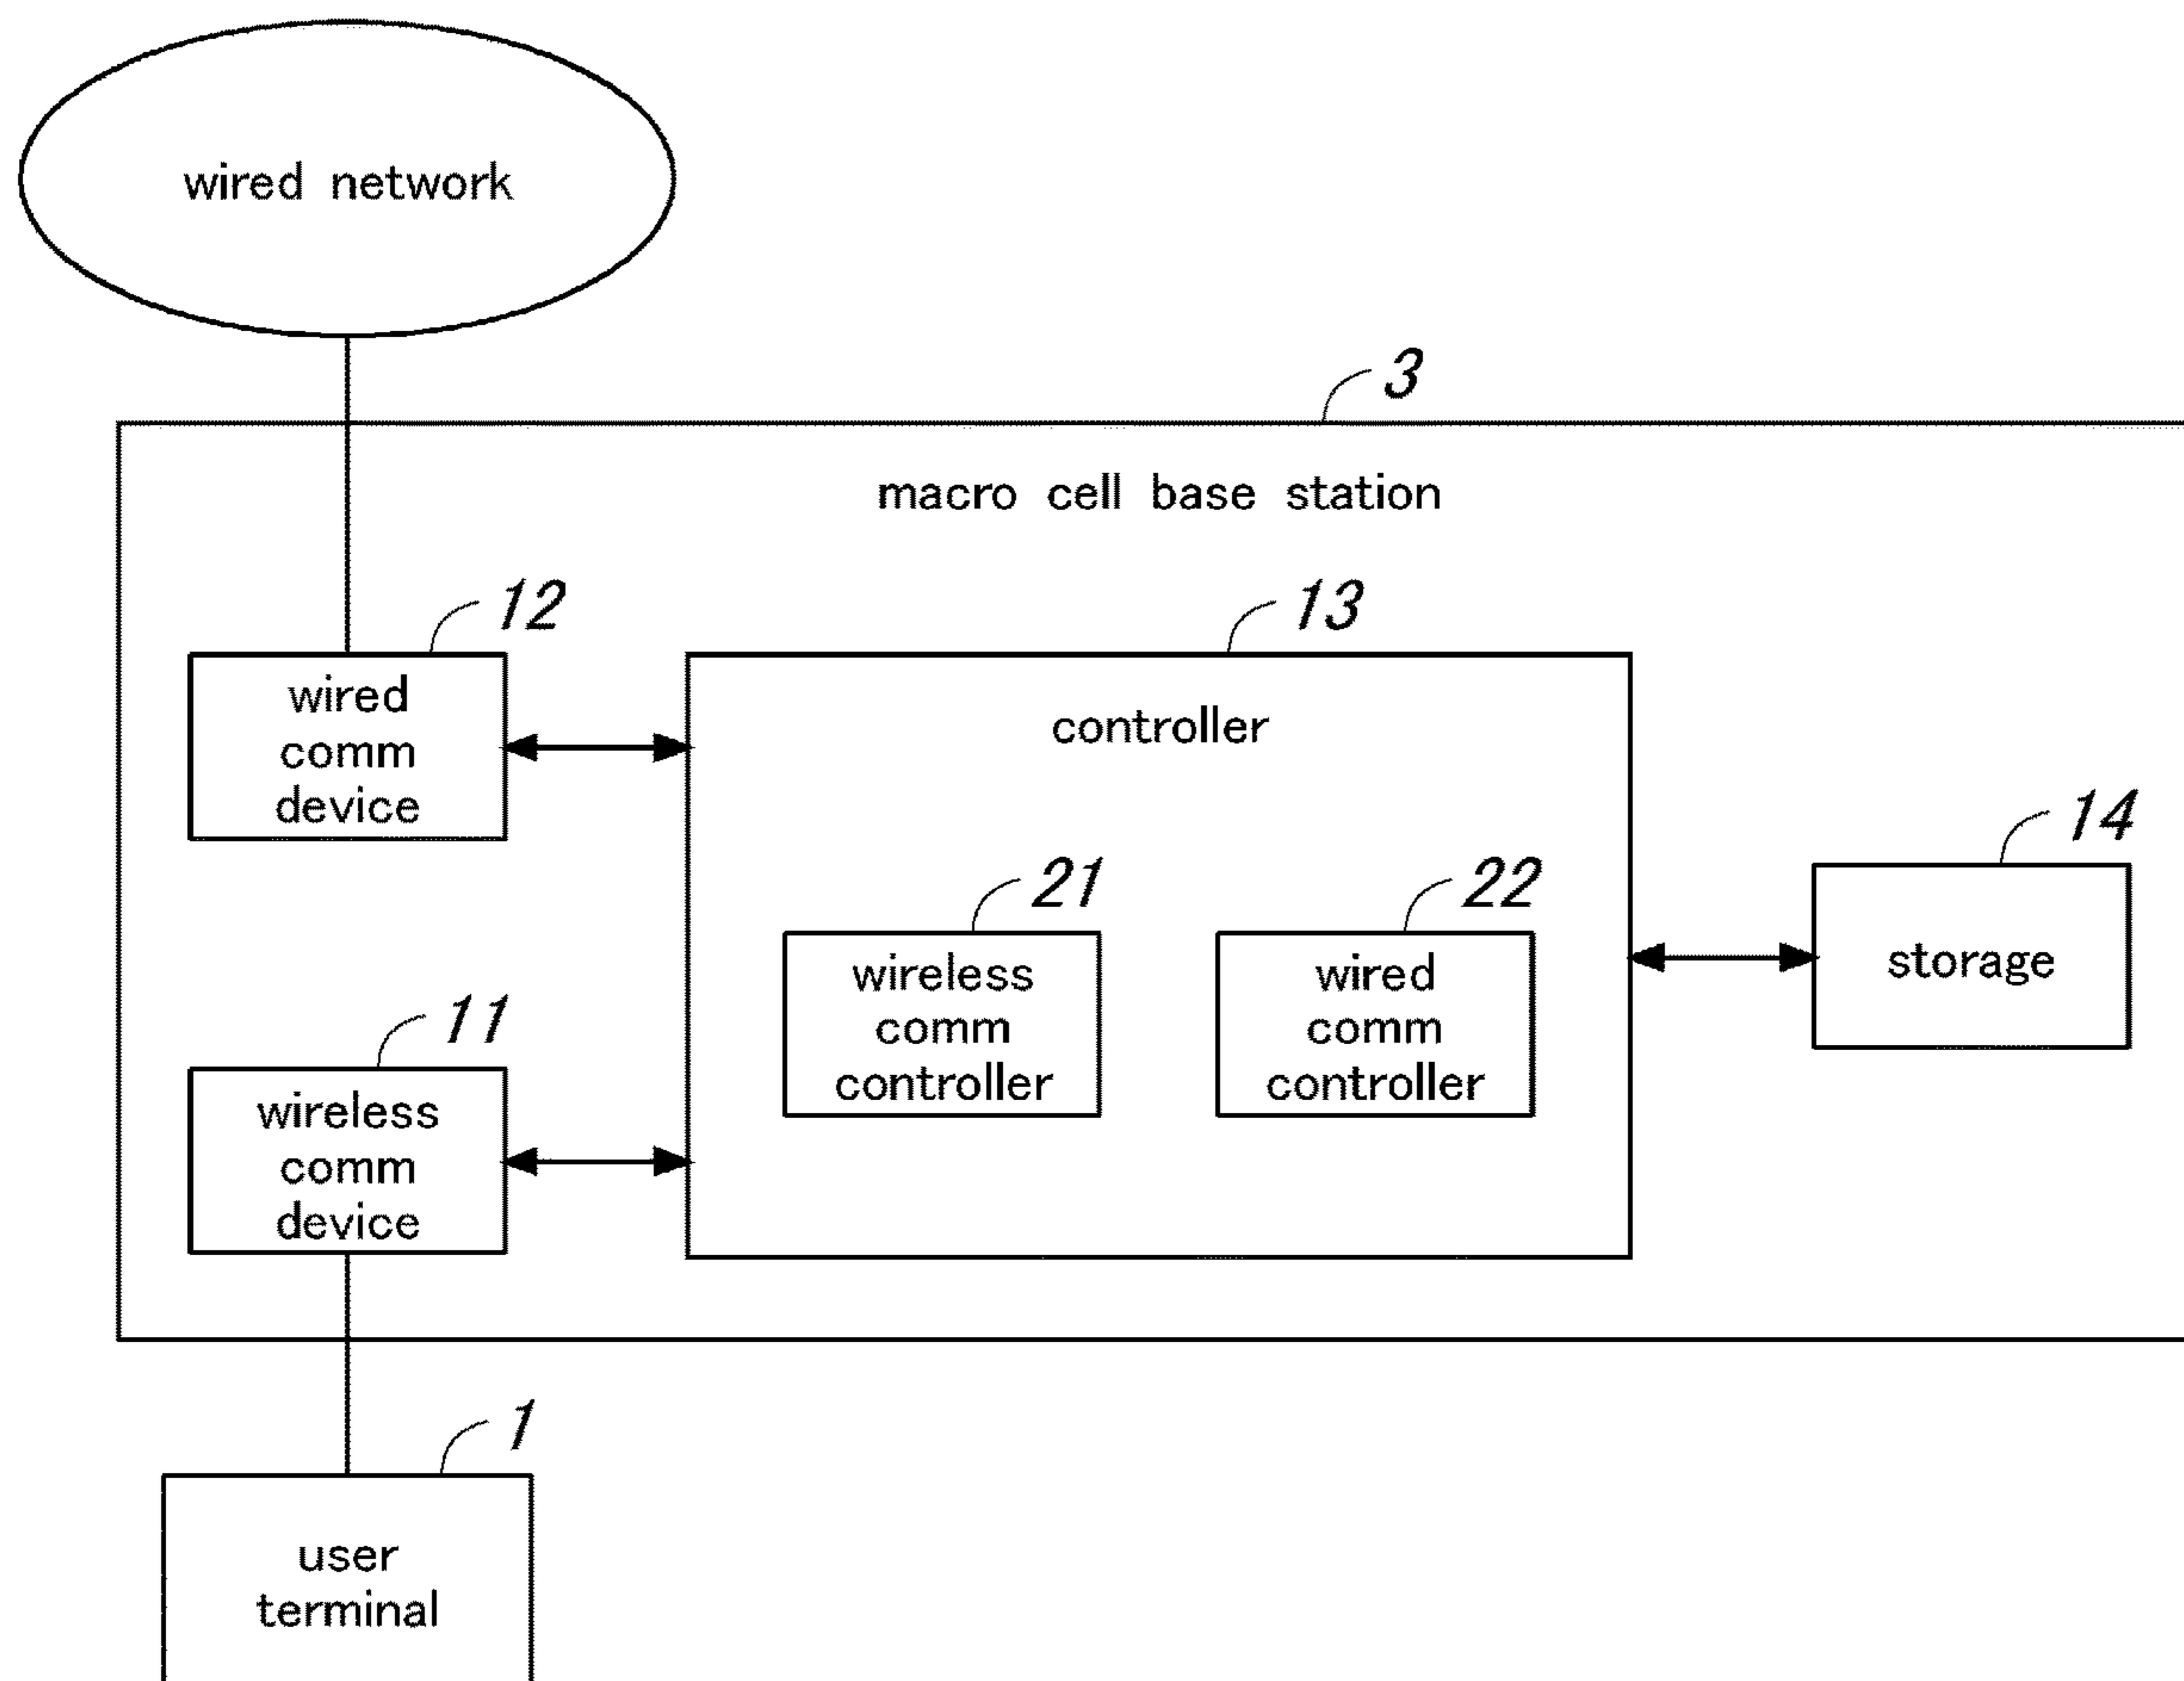 wired network
3
macro cell base station
12
wired
comm
device
13
controller
21
wireless
comm
controller
22
wired
comm
controller
14
storage
11
wireless
comm
device
1
user
terminal